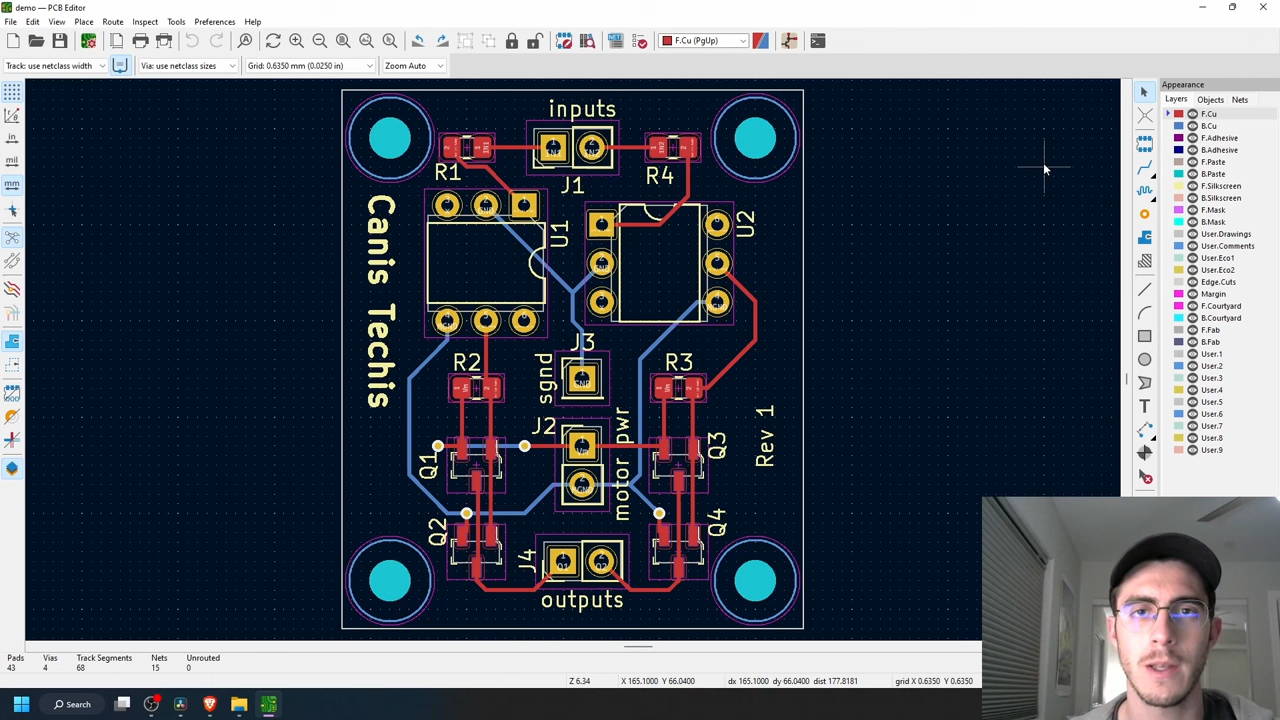 demo — PCB Editor
File Edit View Place Route Inspect Tools Preferences Help
Track: use netclass width Via: use netclass sizes Grid: 0.6350 mm (0.0250 in) Zoom Auto
F.Cu (PgUp)
in
mil
mm
inputs
R1
J1
R4
U1
U2
Canis Techis
J3
sgnd
R2
R3
J2
motor pwr
Q1
Q3
Rev 1
Q2
Q4
J4
outputs
Appearance
Layers Objects Nets
F.Cu
B.Cu
F.Adhesive
B.Adhesive
F.Paste
B.Paste
F.Silkscreen
B.Silkscreen
F.Mask
B.Mask
User.Drawings
User.Comments
User.Eco1
User.Eco2
Edge.Cuts
Margin
F.Courtyard
B.Courtyard
F.Fab
B.Fab
User.1
User.2
User.3
User.4
User.5
User.6
User.7
User.8
User.9
Pads Vias Track Segments Nets Unrouted
43 4 68 15 0
Z 6.34 X 165.1000 Y 66.0400 dx 165.1000 dy 66.0400 dist 177.8181 grid X 0.6350 Y 0.6350
Search